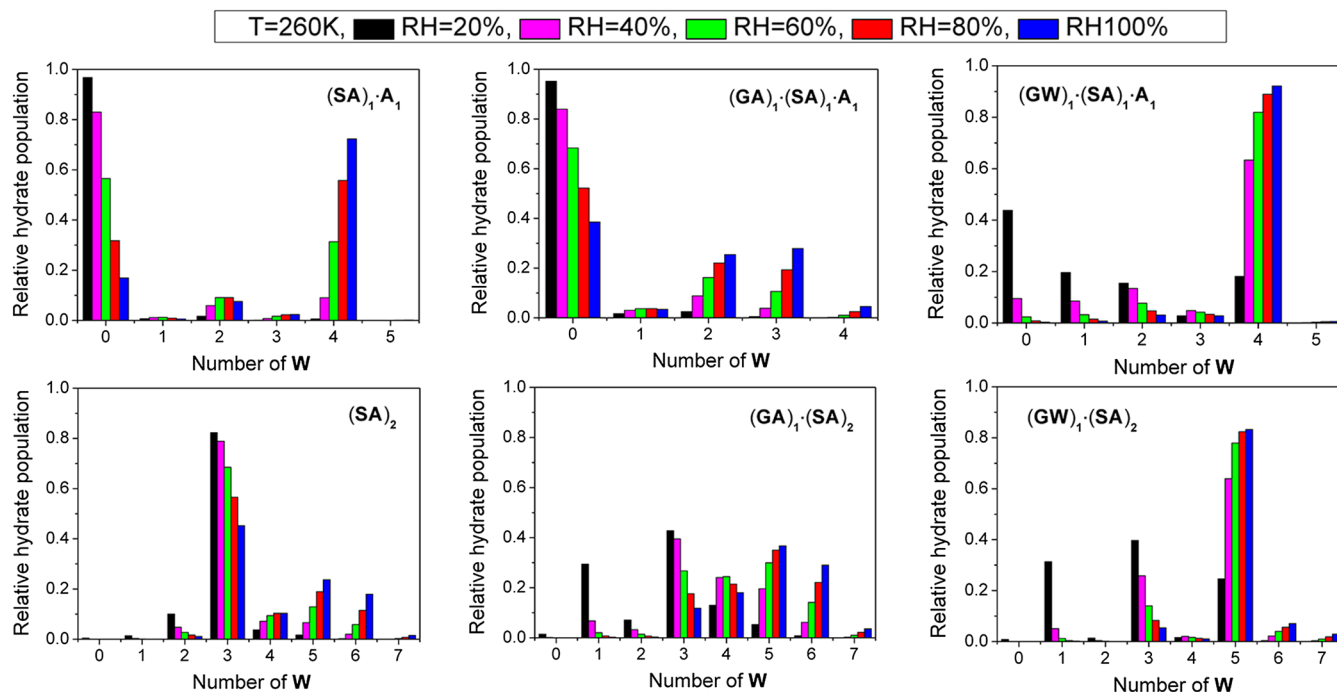 T=260K, RH=20%, RH=40%, RH=60%, RH=80%, RH100%
(SA)₁·A₁
Relative hydrate population
1.0
0.8
0.6
0.4
0.2
0.0
0 1 2 3 4 5
Number of W
(GA)₁·(SA)₁·A₁
Relative hydrate population
1.0
0.8
0.6
0.4
0.2
0.0
0 1 2 3 4
Number of W
(GW)₁·(SA)₁·A₁
Relative hydrate population
1.0
0.8
0.6
0.4
0.2
0.0
0 1 2 3 4 5
Number of W
(SA)₂
Relative hydrate population
1.0
0.8
0.6
0.4
0.2
0.0
0 1 2 3 4 5 6 7
Number of W
(GA)₁·(SA)₂
Relative hydrate population
1.0
0.8
0.6
0.4
0.2
0.0
0 1 2 3 4 5 6 7
Number of W
(GW)₁·(SA)₂
Relative hydrate population
1.0
0.8
0.6
0.4
0.2
0.0
0 1 2 3 4 5 6 7
Number of W